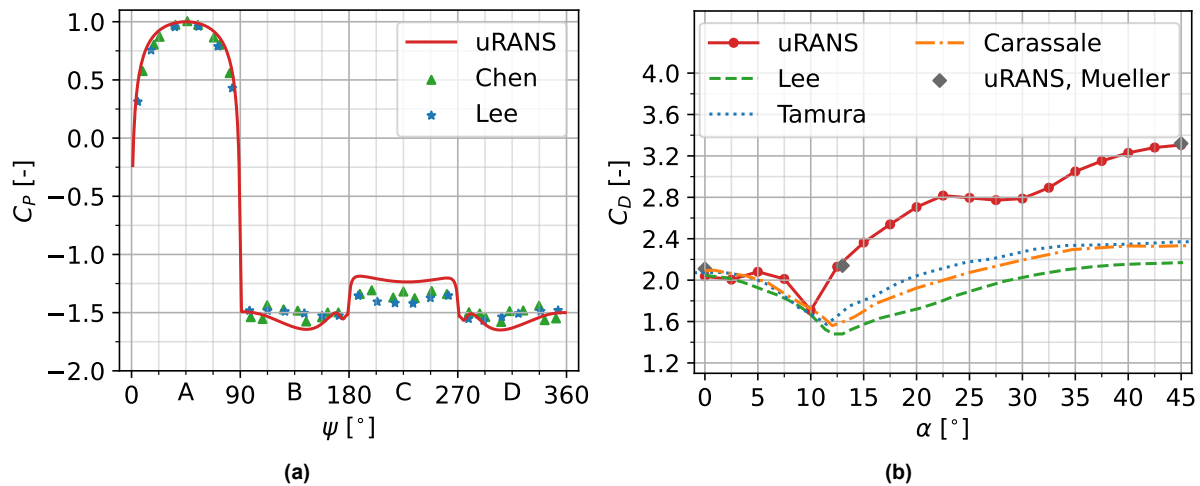 1.0
0.5
0.0
−0.5
−1.0
−1.5
−2.0
C_P [-]
uRANS
Chen
Lee
0 A 90 B 180 C 270 D 360
ψ [°]
(a)
4.0
3.6
3.2
2.8
2.4
2.0
1.6
1.2
C_D [-]
uRANS
Lee
Tamura
Carassale
uRANS, Mueller
0 5 10 15 20 25 30 35 40 45
α [°]
(b)